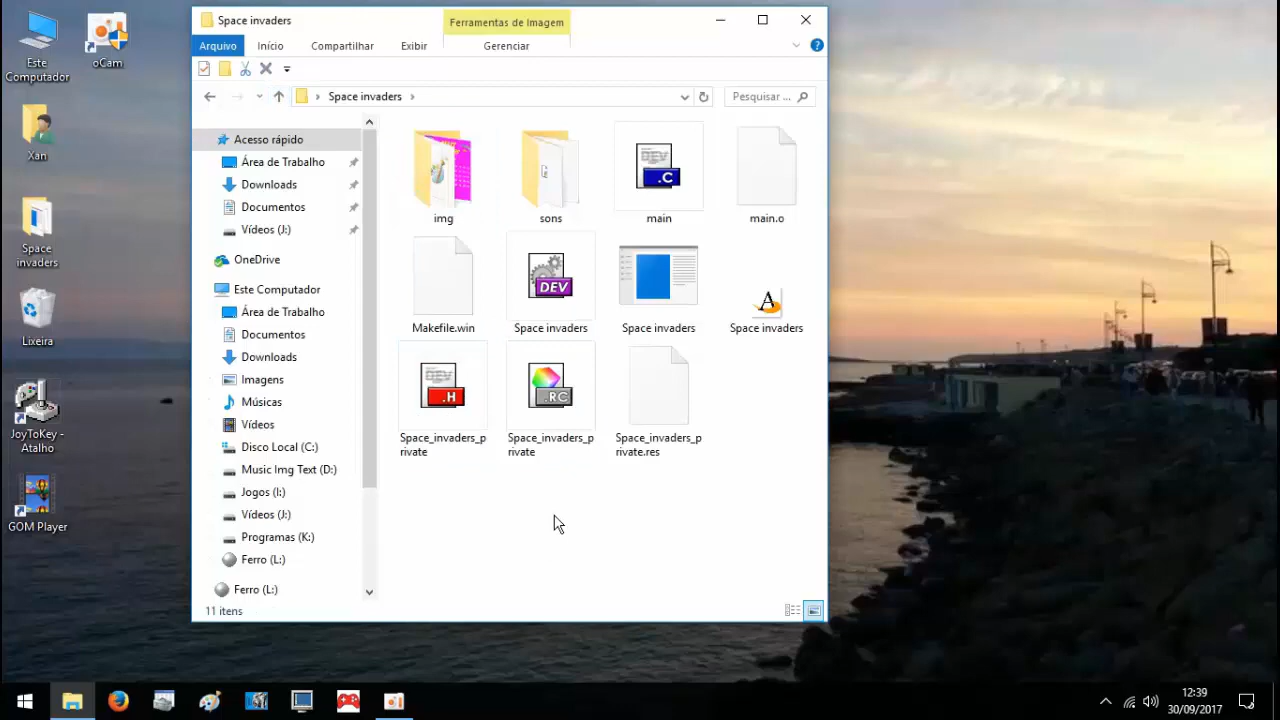 Este
Computador
oCam
Xan
Space
invaders
Lixeira
JoyToKey -
Atalho
GOM Player
Space invaders
Ferramentas de Imagem
Arquivo
Início
Compartilhar
Exibir
Gerenciar
Space invaders
Pesquisar ...
Acesso rápido
Área de Trabalho
Downloads
Documentos
Vídeos (J:)
OneDrive
Este Computador
Área de Trabalho
Documentos
Downloads
Imagens
Músicas
Vídeos
Disco Local (C:)
Music Img Text (D:)
Jogos (I:)
Vídeos (J:)
Programas (K:)
Ferro (L:)
Ferro (L:)
img
sons
.C
main
main.o
Makefile.win
DEV
Space invaders
Space invaders
A
Space invaders
.H
Space_invaders_p
rivate
.RC
Space_invaders_p
rivate
Space_invaders_p
rivate.res
11 itens
12:39
30/09/2017